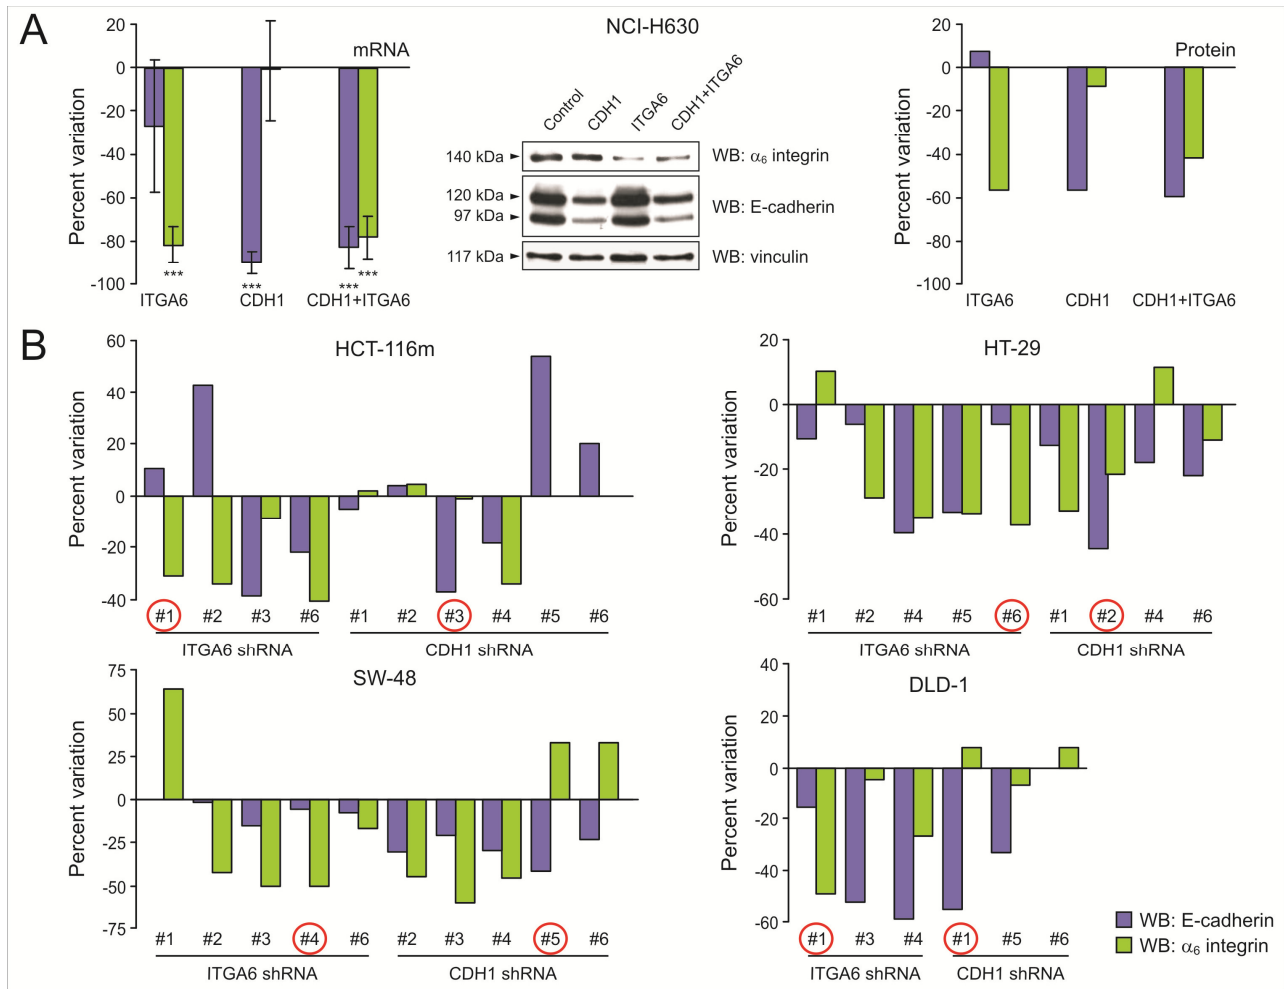 A
NCI-H630
mRNA
Percent variation
20
0
-20
-40
-60
-80
-100
***
***
***
***
ITGA6
CDH1
CDH1+ITGA6
Control
CDH1
ITGA6
CDH1+ITGA6
140 kDa
WB: α6 integrin
120 kDa
97 kDa
WB: E-cadherin
117 kDa
WB: vinculin
Protein
Percent variation
20
0
-20
-40
-60
-80
-100
ITGA6
CDH1
CDH1+ITGA6
B
HCT-116m
Percent variation
60
40
20
0
-20
-40
#1 #2 #3 #6 #1 #2 #3 #4 #5 #6
ITGA6 shRNA
CDH1 shRNA
HT-29
Percent variation
20
0
-20
-40
-60
#1 #2 #4 #5 #6 #1 #2 #4 #6
ITGA6 shRNA
CDH1 shRNA
SW-48
Percent variation
75
50
25
0
-25
-50
-75
#1 #2 #3 #4 #6 #2 #3 #4 #5 #6
ITGA6 shRNA
CDH1 shRNA
DLD-1
Percent variation
40
20
0
-20
-40
-60
#1 #3 #4 #1 #5 #6
ITGA6 shRNA
CDH1 shRNA
WB: E-cadherin
WB: α6 integrin